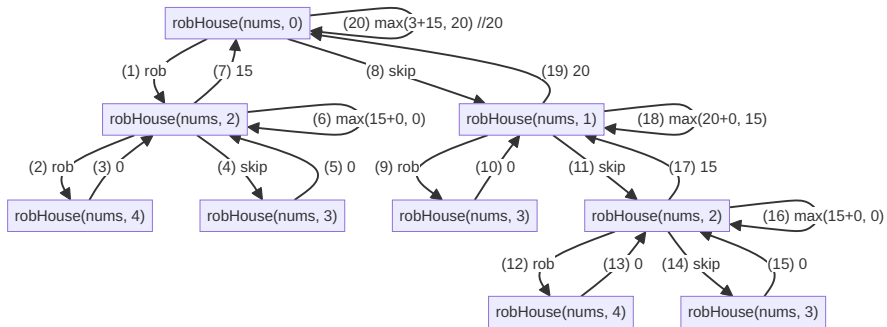 robHouse(nums, 0)
(20) max(3+15, 20) //20
(1) rob
(7) 15
(8) skip
(19) 20
robHouse(nums, 2)
(6) max(15+0, 0)
robHouse(nums, 1)
(18) max(20+0, 15)
(2) rob
(3) 0
(4) skip
(5) 0
(9) rob
(10) 0
(11) skip
(17) 15
robHouse(nums, 4)
robHouse(nums, 3)
robHouse(nums, 3)
robHouse(nums, 2)
(16) max(15+0, 0)
(12) rob
(13) 0
(14) skip
(15) 0
robHouse(nums, 4)
robHouse(nums, 3)